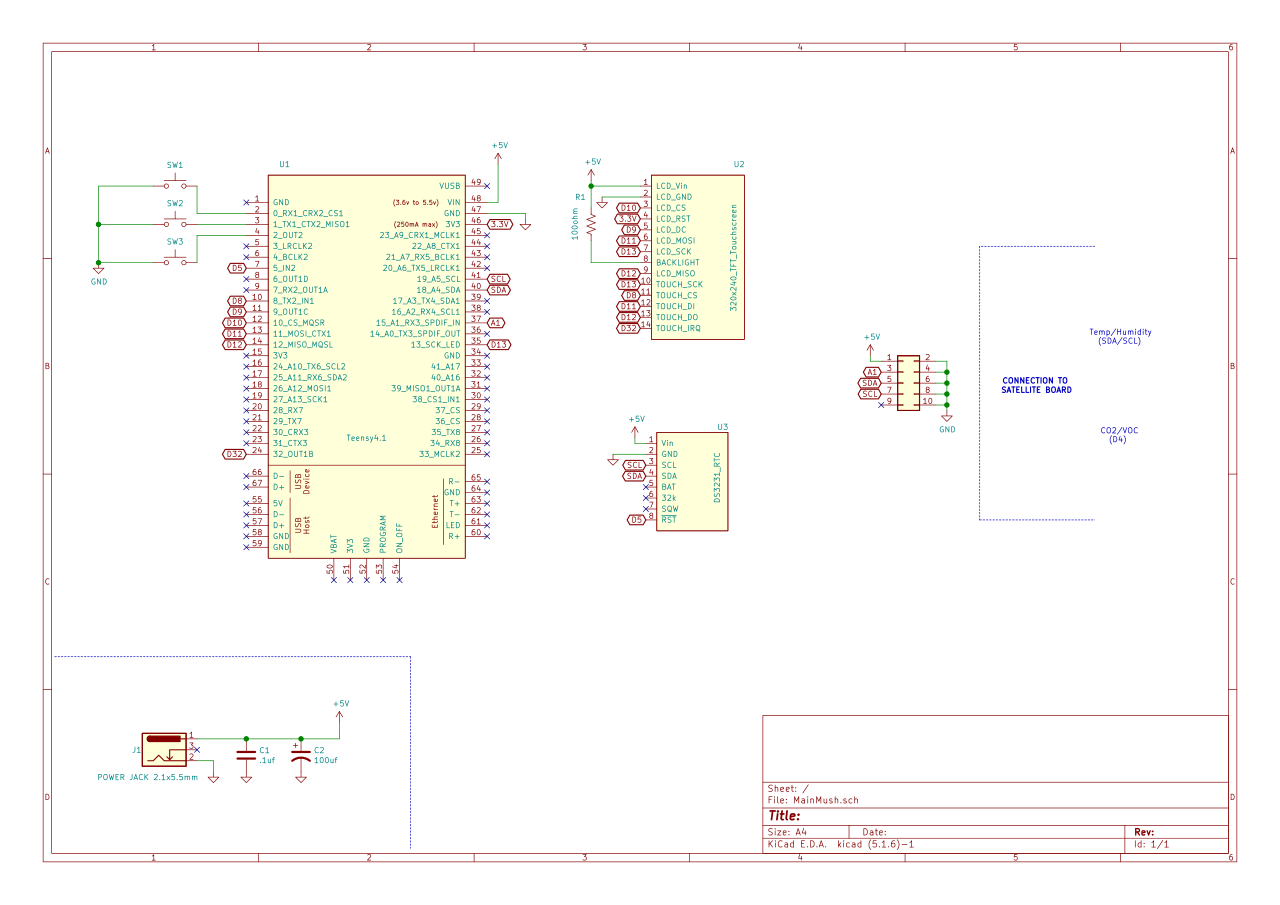 1 2 3 4 5 6
A
B
C
D
A
B
C
D
1 2 3 4 5 6
SW1
SW2
SW3
GND
U1
+5V
1 GND
2 0_RX1_CRX2_CS1
3 1_TX1_CTX2_MISO1
4 2_OUT2
5 3_LRCLK2
6 4_BCLK2
D5 7 5_IN2
8 6_OUT1D
9 7_RX2_OUT1A
D8 10 8_TX2_IN1
D9 11 9_OUT1C
D10 12 10_CS_MQSR
D11 13 11_MOSI_CTX1
D12 14 12_MISO_MQSL
15 3V3
16 24_A10_TX6_SCL2
17 25_A11_RX6_SDA2
18 26_A12_MOSI1
19 27_A13_SCK1
20 28_RX7
21 29_TX7
22 30_CRX3
23 31_CTX3
D32 24 32_OUT1B
66 D-
67 D+
USB
Device
55 5V
56 D-
57 D+
58 GND
59 GND
USB
Host
VUSB 49
(3.6v to 5.5v) VIN 48
GND 47
(250mA max) 3V3 46 3.3V
23_A9_CRX1_MCLK1 45
22_A8_CTX1 44
21_A7_RX5_BCLK1 43
20_A6_TX5_LRCLK1 42
19_A5_SCL 41 SCL
18_A4_SDA 40 SDA
17_A3_TX4_SDA1 39
16_A2_RX4_SCL1 38
15_A1_RX3_SPDIF_IN 37 A1
14_A0_TX3_SPDIF_OUT 36
13_SCK_LED 35 D13
GND 34
41_A17 33
40_A16 32
39_MISO1_OUT1A 31
38_CS1_IN1 30
37_CS 29
36_CS 28
35_TX8 27
34_RX8 26
33_MCLK2 25
Teensy4.1
R- 65
GND 64
T+ 63
T- 62
LED 61
R+ 60
Ethernet
VBAT 3V3 GND PROGRAM ON_OFF
50 51 52 53 54
+5V
R1
100ohm
U2
1 LCD_Vin
2 LCD_GND
D10 3 LCD_CS
3.3V 4 LCD_RST
D9 5 LCD_DC
D11 6 LCD_MOSI
D13 7 LCD_SCK
8 BACKLIGHT
D12 9 LCD_MISO
D13 10 TOUCH_SCK
D8 11 TOUCH_CS
D11 12 TOUCH_DI
D12 13 TOUCH_DO
D32 14 TOUCH_IRQ
320x240_TFT_Touchscreen
+5V
U3
1 Vin
2 GND
SCL 3 SCL
SDA 4 SDA
5 BAT
6 32k
7 SQW
D5 8 RST
DS3231_RTC
+5V
1 2
A1 3 4
SDA 5 6
SCL 7 8
9 10
GND
Temp/Humidity
(SDA/SCL)
CONNECTION TO
SATELLITE BOARD
CO2/VOC
(D4)
+5V
J1
1
3
2
POWER JACK 2.1x5.5mm
C1
.1uf
+
C2
100uf
Sheet: /
File: MainMush.sch
Title:
Size: A4 Date: Rev:
KiCad E.D.A. kicad (5.1.6)-1 Id: 1/1